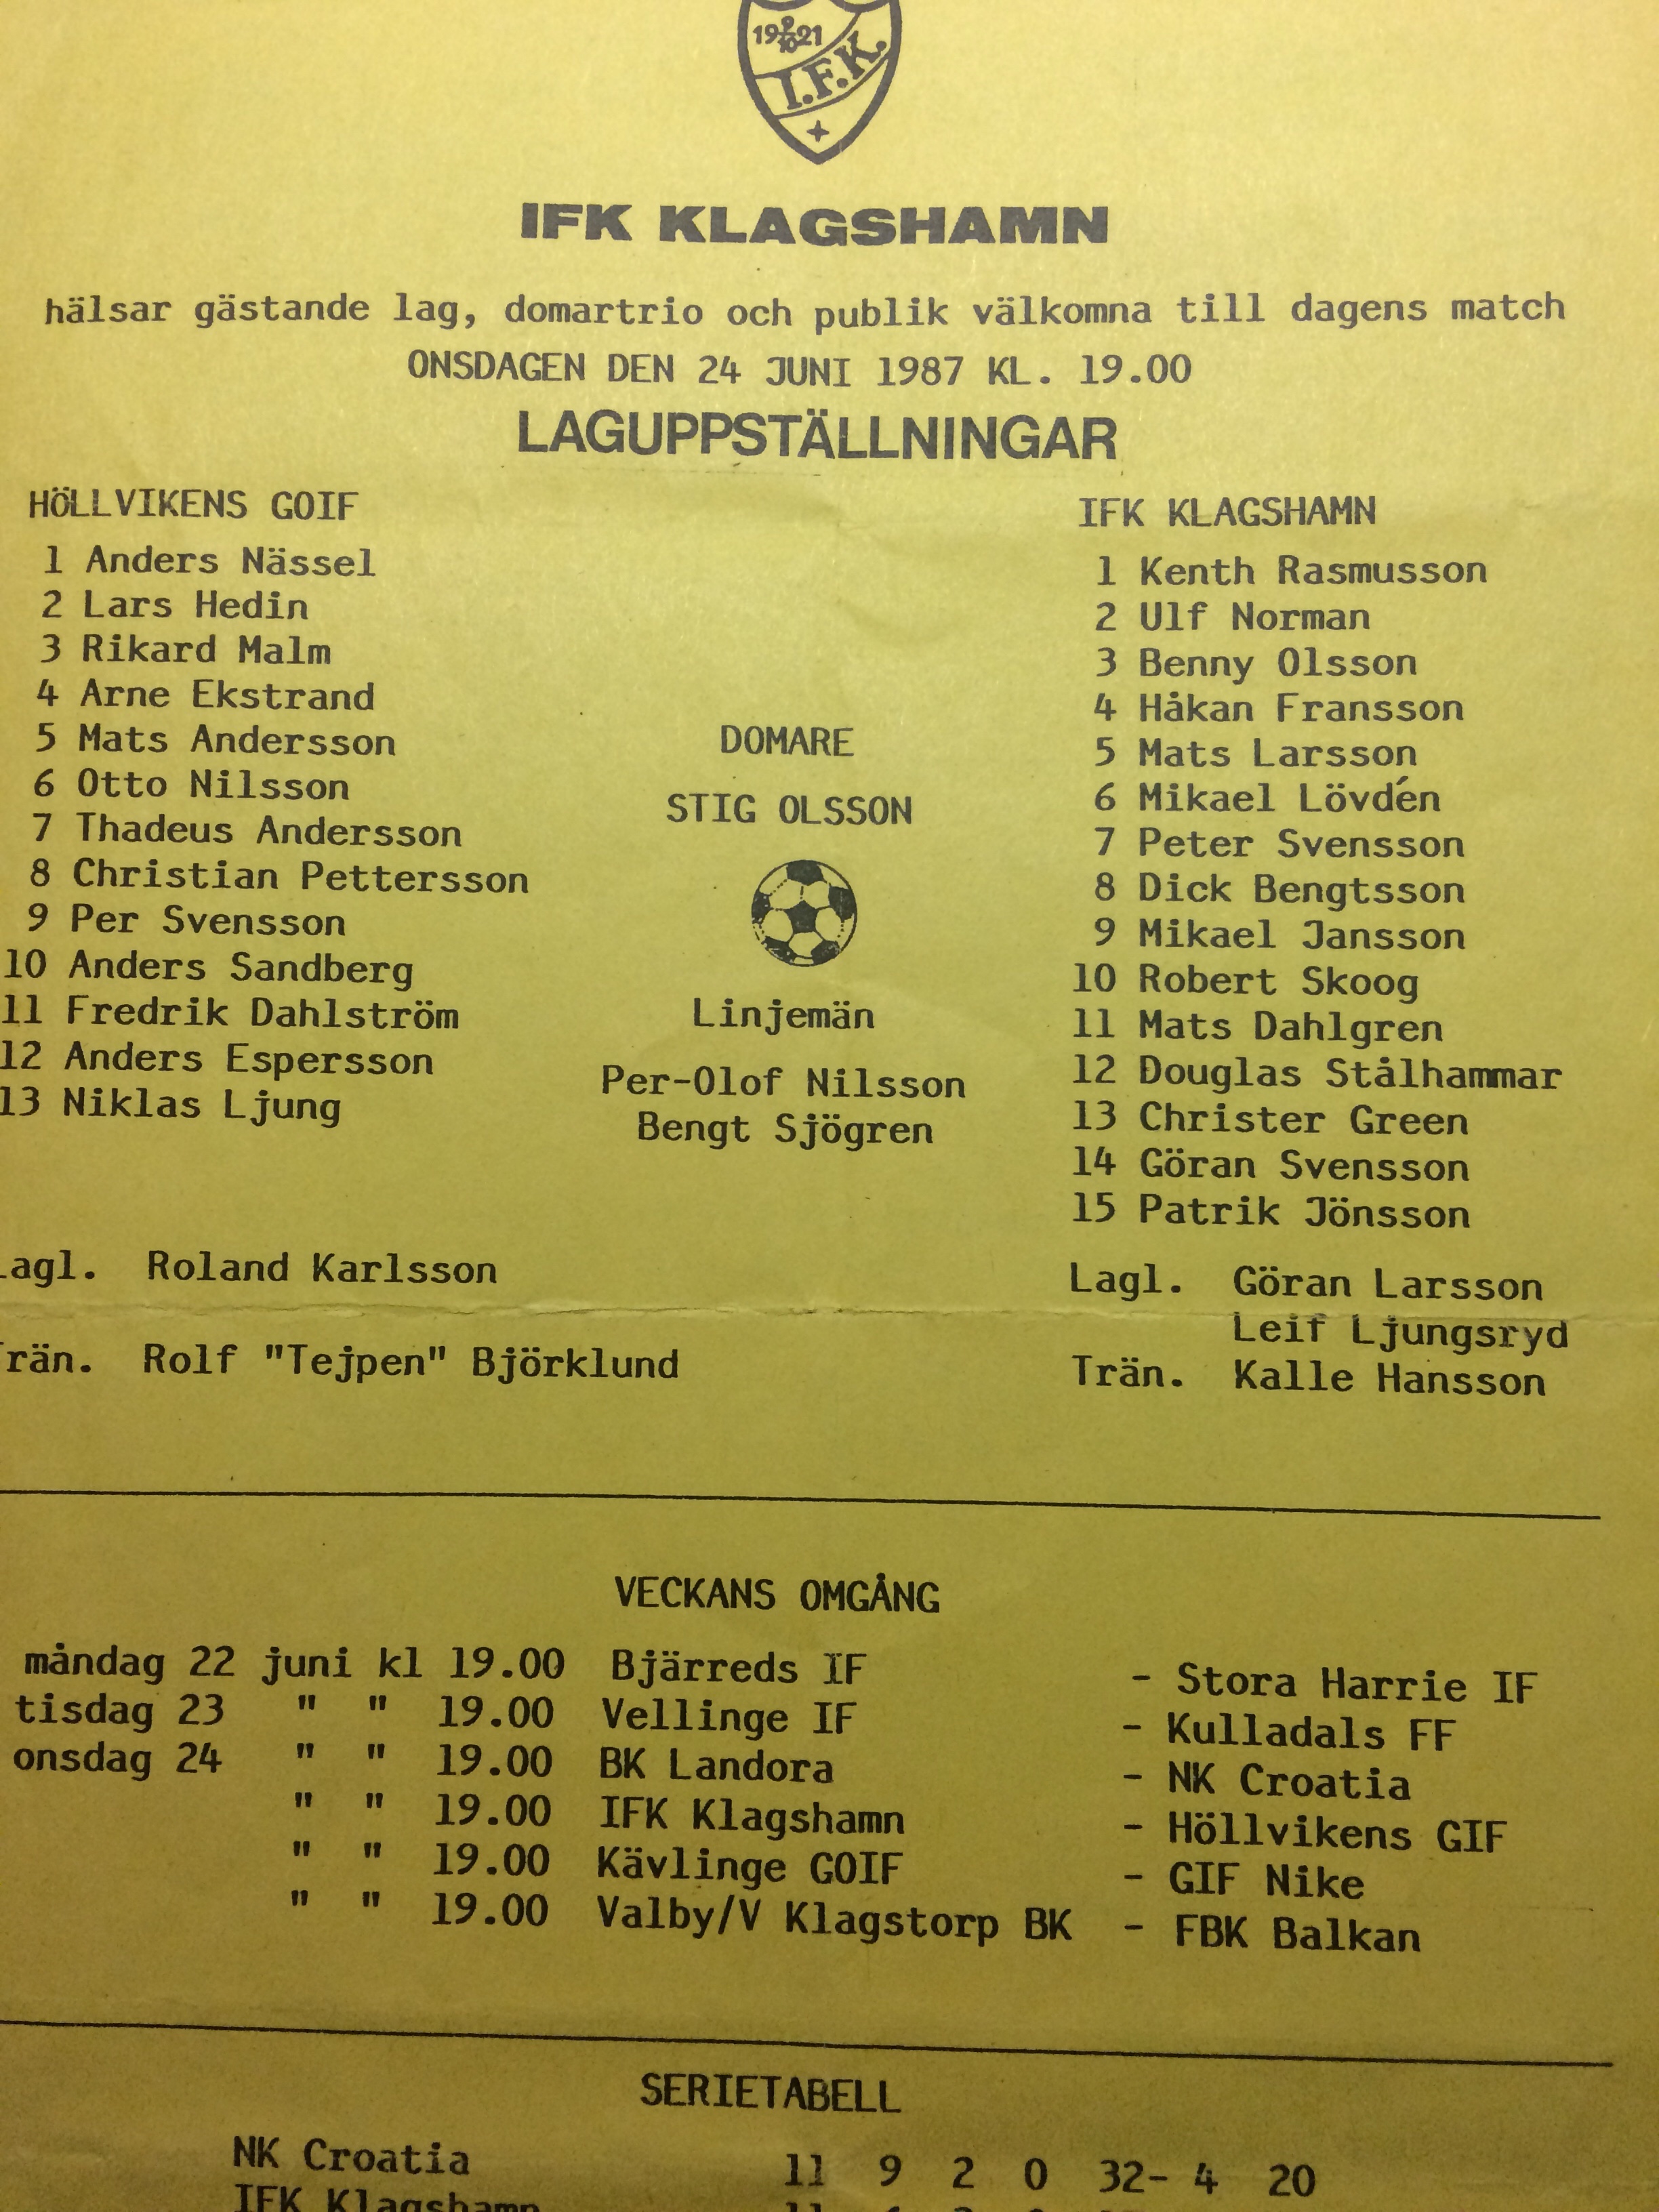 19 9/10 21
I.F.K.
IFK KLAGSHAMN
hälsar gästande lag, domartrio och publik välkomna till dagens match
ONSDAGEN DEN 24 JUNI 1987 KL. 19.00
LAGUPPSTÄLLNINGAR
HÖLLVIKENS GOIF
1 Anders Nässel
2 Lars Hedin
3 Rikard Malm
4 Arne Ekstrand
5 Mats Andersson
6 Otto Nilsson
7 Thadeus Andersson
8 Christian Pettersson
9 Per Svensson
10 Anders Sandberg
11 Fredrik Dahlström
12 Anders Espersson
13 Niklas Ljung
Lagl. Roland Karlsson
Trän. Rolf "Tejpen" Björklund
DOMARE
STIG OLSSON
Linjemän
Per-Olof Nilsson
Bengt Sjögren
IFK KLAGSHAMN
1 Kenth Rasmusson
2 Ulf Norman
3 Benny Olsson
4 Håkan Fransson
5 Mats Larsson
6 Mikael Lövdén
7 Peter Svensson
8 Dick Bengtsson
9 Mikael Jansson
10 Robert Skoog
11 Mats Dahlgren
12 Douglas Stålhammar
13 Christer Green
14 Göran Svensson
15 Patrik Jönsson
Lagl. Göran Larsson
Leif Ljungsryd
Trän. Kalle Hansson
VECKANS OMGÅNG
måndag 22 juni kl 19.00 Bjärreds IF - Stora Harrie IF
tisdag 23 " " 19.00 Vellinge IF - Kulladals FF
onsdag 24 " " 19.00 BK Landora - NK Croatia
" " 19.00 IFK Klagshamn - Höllvikens GIF
" " 19.00 Kävlinge GOIF - GIF Nike
" " 19.00 Valby/V Klagstorp BK - FBK Balkan
SERIETABELL
NK Croatia 11 9 2 0 32- 4 20
IFK Klagshamn 11